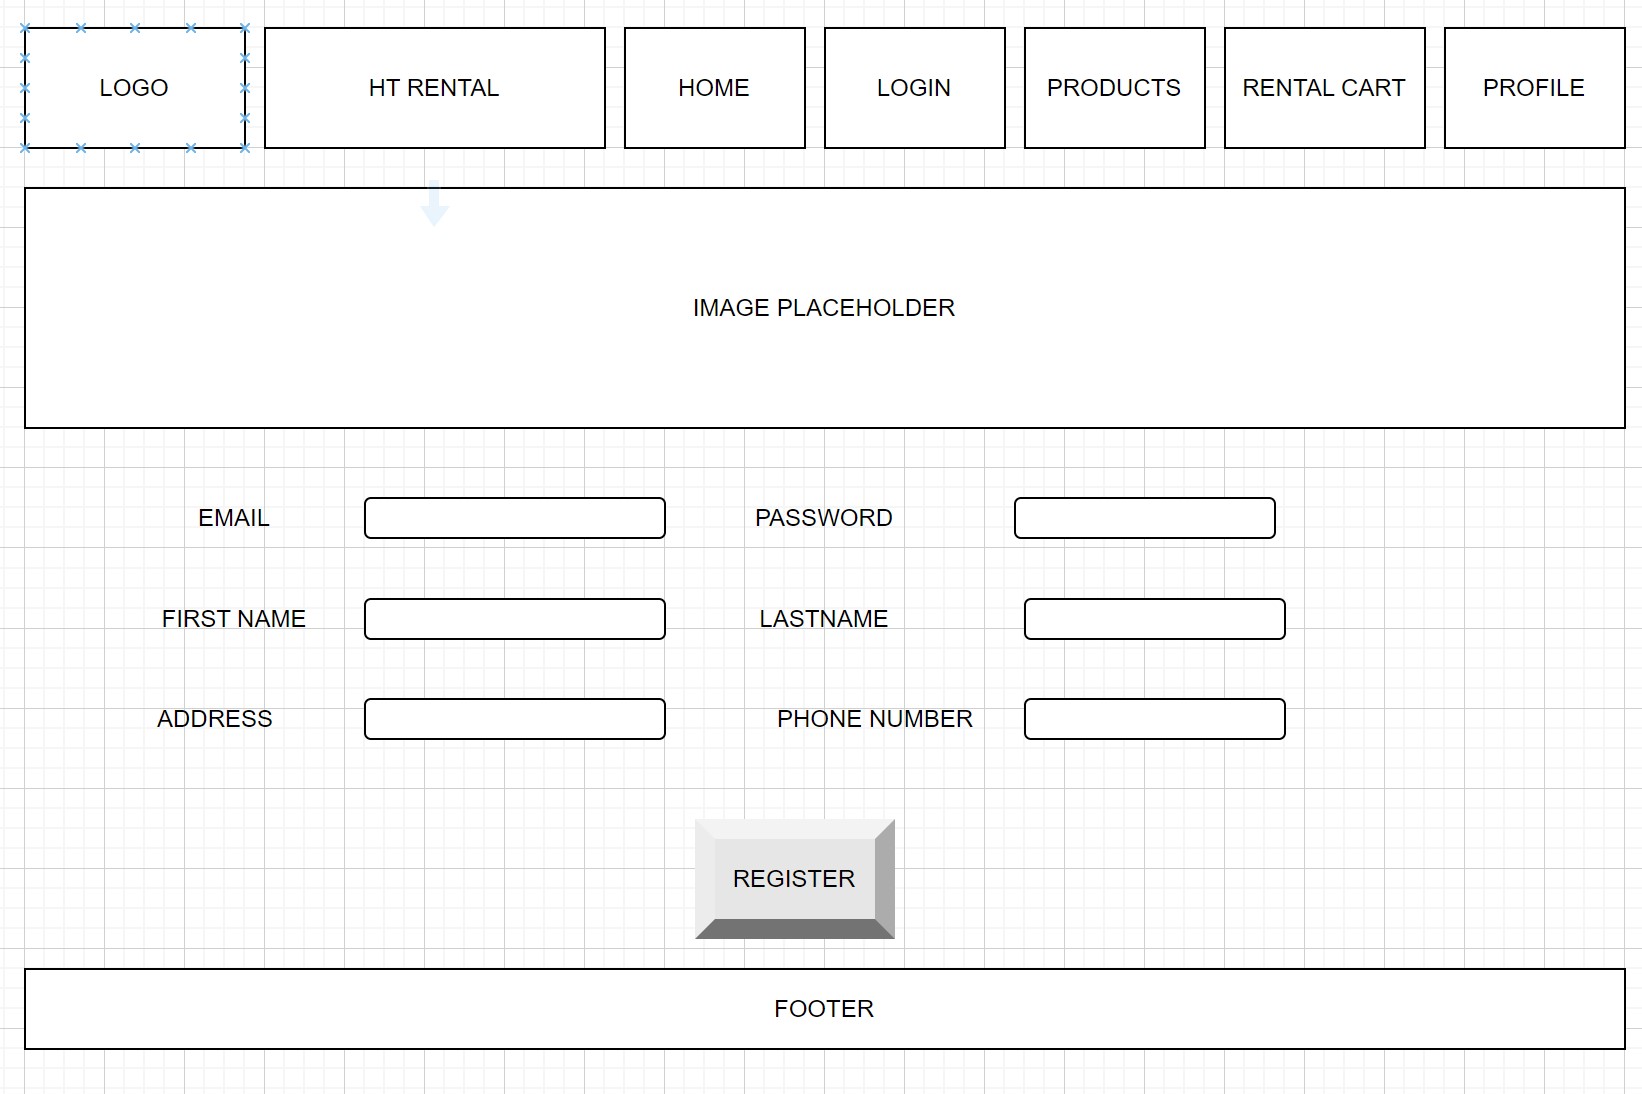 LOGO
HT RENTAL
HOME
LOGIN
PRODUCTS
RENTAL CART
PROFILE
IMAGE PLACEHOLDER
EMAIL
PASSWORD
FIRST NAME
LASTNAME
ADDRESS
PHONE NUMBER
REGISTER
FOOTER